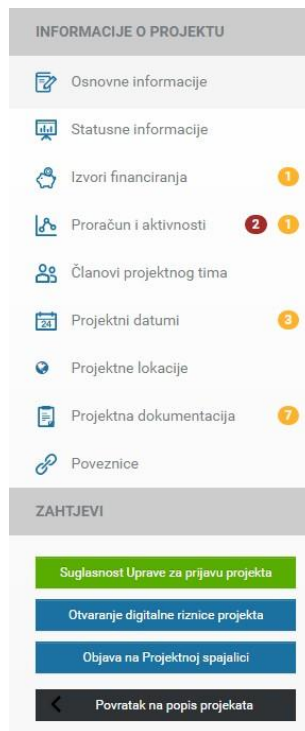 INFORMACIJE O PROJEKTU
Osnovne informacije
Statusne informacije
Izvori financiranja 1
Proračun i aktivnosti 2 1
Članovi projektnog tima
24 Projektni datumi 3
Projektne lokacije
Projektna dokumentacija 7
Poveznice
ZAHTJEVI
Suglasnost Uprave za prijavu projekta
Otvaranje digitalne riznice projekta
Objava na Projektnoj spajalici
Povratak na popis projekata